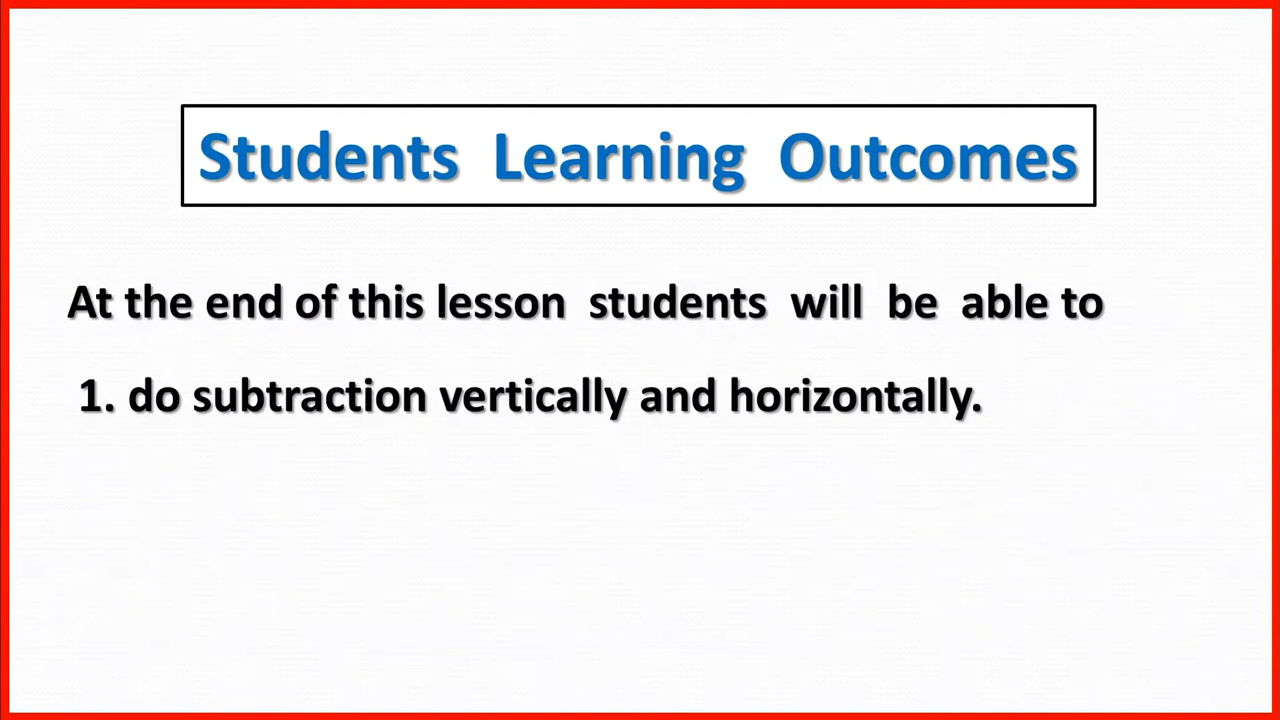 Students Learning Outcomes
At the end of this lesson students will be able to
1. do subtraction vertically and horizontally.